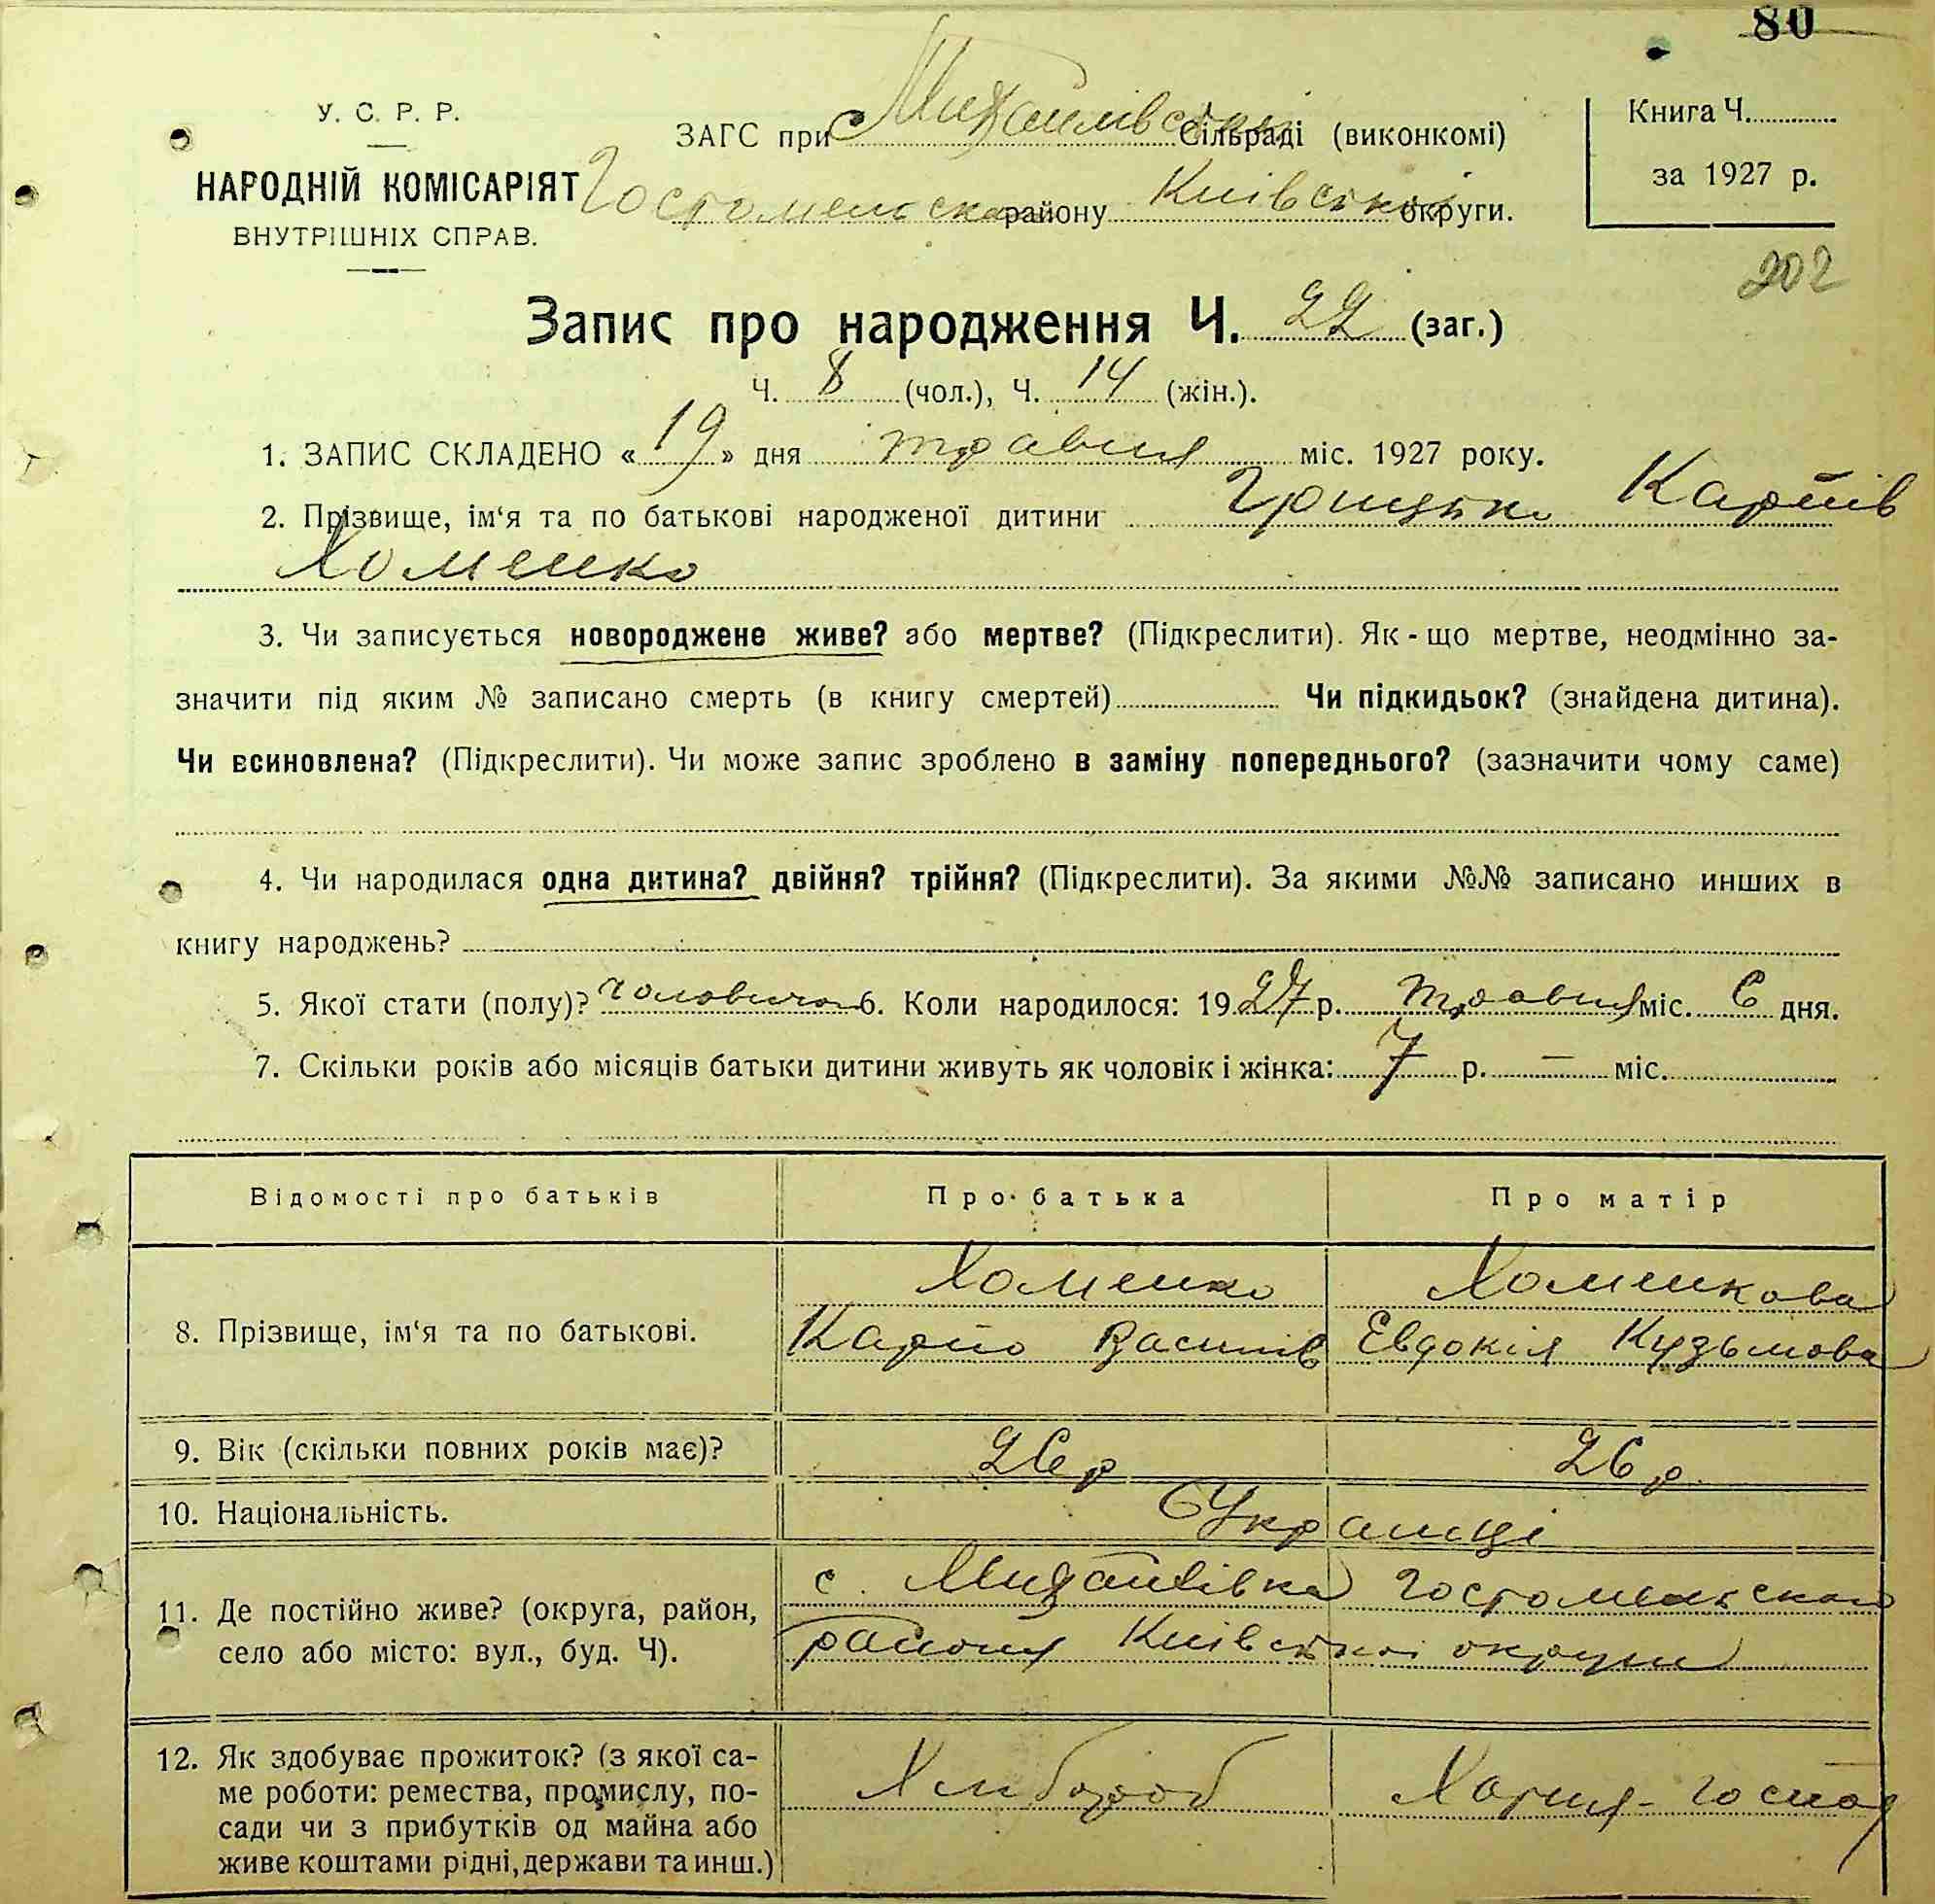 80
У. С. Р. Р.
НАРОДНІЙ КОМІСАРІЯТ
ВНУТРІШНІХ СПРАВ.
ЗАГС при Михайлівській Сільраді (виконкомі)
Гостомельского району Київської округи.
Книга Ч.
за 1927 р.
202
Запис про народження Ч. 22 (заг.)
Ч. 8 (чол.), Ч. 14 (жін.).
1. ЗАПИС СКЛАДЕНО « 19 » дня травня міс. 1927 року.
2. Прізвище, ім'я та по батькові народженої дитини Грицько Карпів
Хоменко
3. Чи записується новороджене живе? або мертве? (Підкреслити). Як-що мертве, неодмінно за-
значити під яким № записано смерть (в книгу смертей) Чи підкидьок? (знайдена дитина).
Чи всиновлена? (Підкреслити). Чи може запис зроблено в заміну попереднього? (зазначити чому саме)
4. Чи народилася одна дитина? двійня? трійня? (Підкреслити). За якими №№ записано инших в
книгу народжень?
5. Якої стати (полу)? чоловичої 6. Коли народилося: 1927 р. травня міс. 6 дня.
7. Скільки років або місяців батьки дитини живуть як чоловік і жінка: 7 р. — міс.
Відомості про батьків Про батька Про матір
Хоменко Хоменкова
8. Прізвище, ім'я та по батькові. Карпо Василів Евдокія Кузьмова
9. Вік (скільки повних років має)? 26 р 26 р.
10. Національність. Українці
с. Михайлівка Гостомельского
11. Де постійно живе? (округа, район,
село або місто: вул., буд. Ч). району Київської округи
12. Як здобуває прожиток? (з якої са-
ме роботи: ремества, промислу, по- Хлибороб Хатня-госпо
сади чи з прибутків од майна або
живе коштами рідні, держави та инш.)